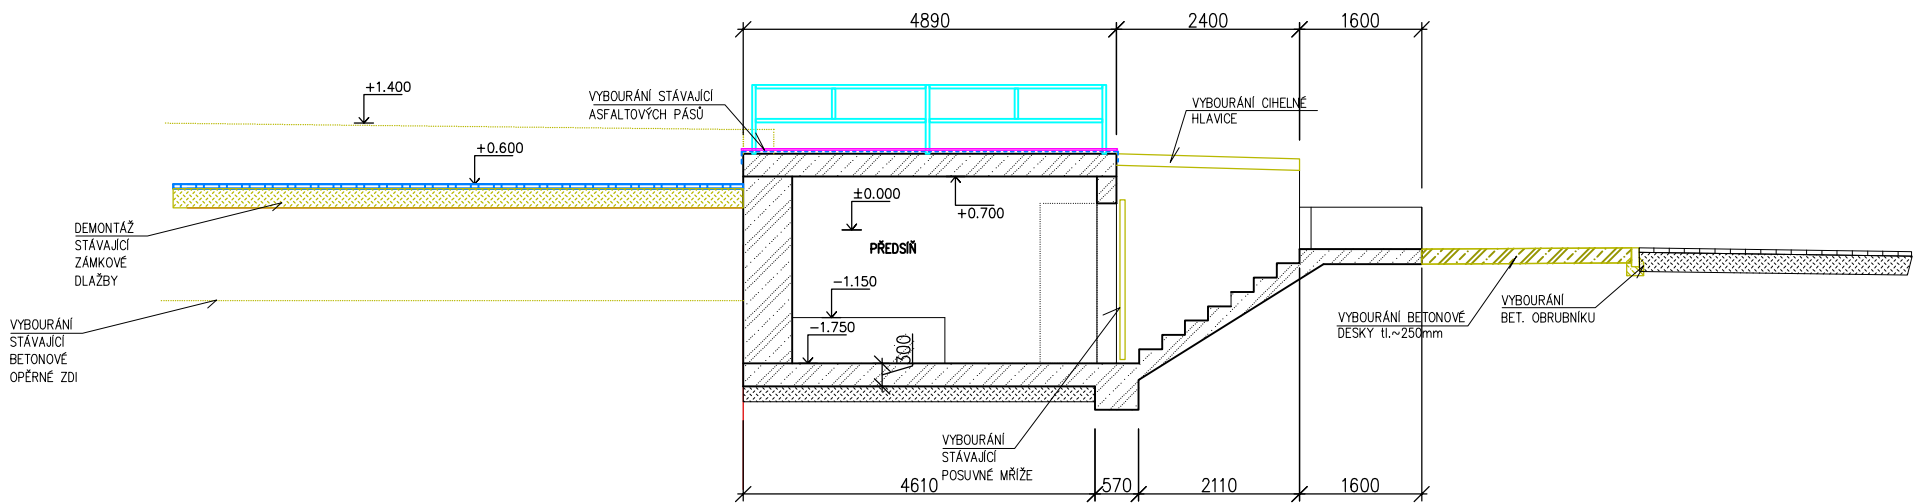 4890
2400
1600
+1.400
VYBOURÁNÍ STÁVAJÍCÍ
ASFALTOVÝCH PÁSŮ
VYBOURÁNÍ CIHELNÉ
HLAVICE
+0.600
±0.000
+0.700
PŘEDSÍŇ
DEMONTÁŽ
STÁVAJÍCÍ
ZÁMKOVÉ
DLAŽBY
-1.150
-1.750
300
VYBOURÁNÍ
STÁVAJÍCÍ
BETONOVÉ
OPĚRNÉ ZDI
VYBOURÁNÍ BETONOVÉ
DESKY tl.~250mm
VYBOURÁNÍ
BET. OBRUBNÍKU
VYBOURÁNÍ
STÁVAJÍCÍ
POSUVNÉ MŘÍŽE
4610
570
2110
1600